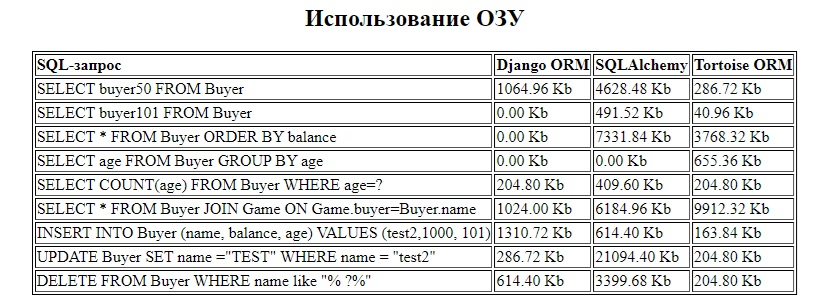 Использование ОЗУ
SQL-запрос Django ORM SQLAlchemy Tortoise ORM
SELECT buyer50 FROM Buyer 1064.96 Kb 4628.48 Kb 286.72 Kb
SELECT buyer101 FROM Buyer 0.00 Kb 491.52 Kb 40.96 Kb
SELECT * FROM Buyer ORDER BY balance 0.00 Kb 7331.84 Kb 3768.32 Kb
SELECT age FROM Buyer GROUP BY age 0.00 Kb 0.00 Kb 655.36 Kb
SELECT COUNT(age) FROM Buyer WHERE age=? 204.80 Kb 409.60 Kb 204.80 Kb
SELECT * FROM Buyer JOIN Game ON Game.buyer=Buyer.name 1024.00 Kb 6184.96 Kb 9912.32 Kb
INSERT INTO Buyer (name, balance, age) VALUES (test2,1000, 101) 1310.72 Kb 614.40 Kb 163.84 Kb
UPDATE Buyer SET name ="TEST" WHERE name = "test2" 286.72 Kb 21094.40 Kb 204.80 Kb
DELETE FROM Buyer WHERE name like "% ?%" 614.40 Kb 3399.68 Kb 204.80 Kb